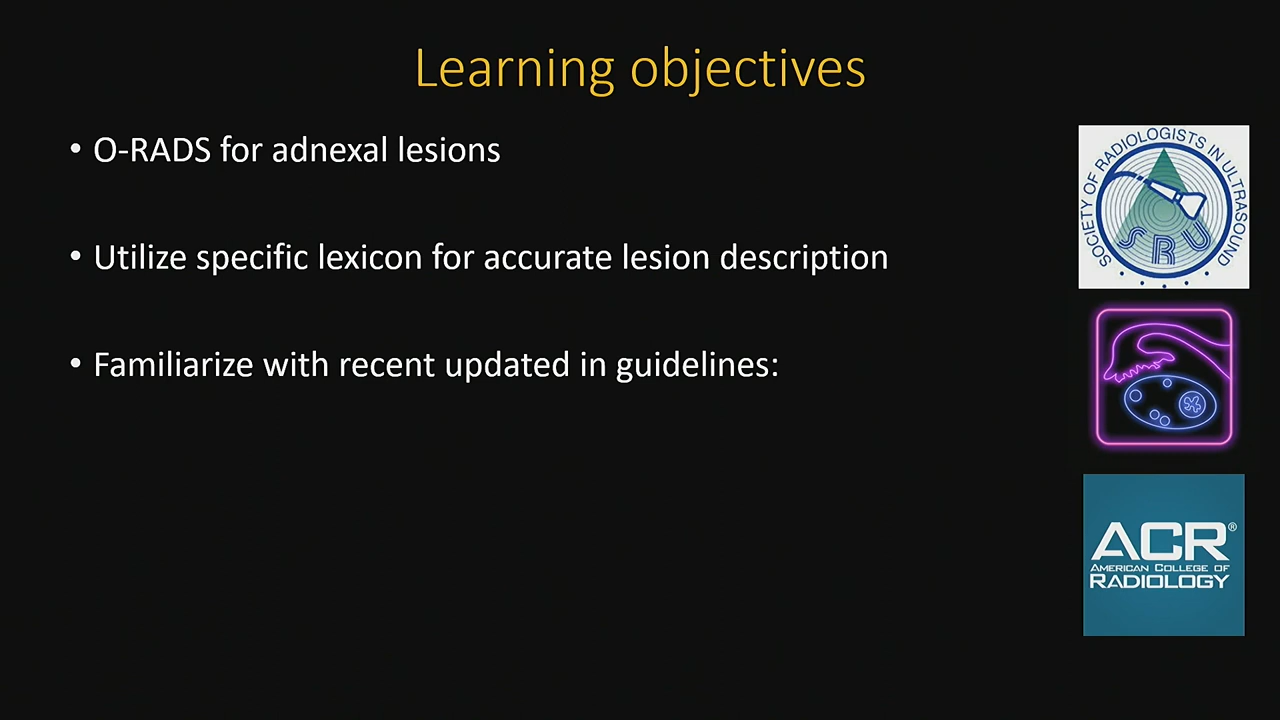 Learning objectives
• O-RADS for adnexal lesions
• Utilize specific lexicon for accurate lesion description
• Familiarize with recent updated in guidelines:
SOCIETY OF RADIOLOGISTS IN ULTRASOUND
SRU
ACR®
AMERICAN COLLEGE OF
RADIOLOGY